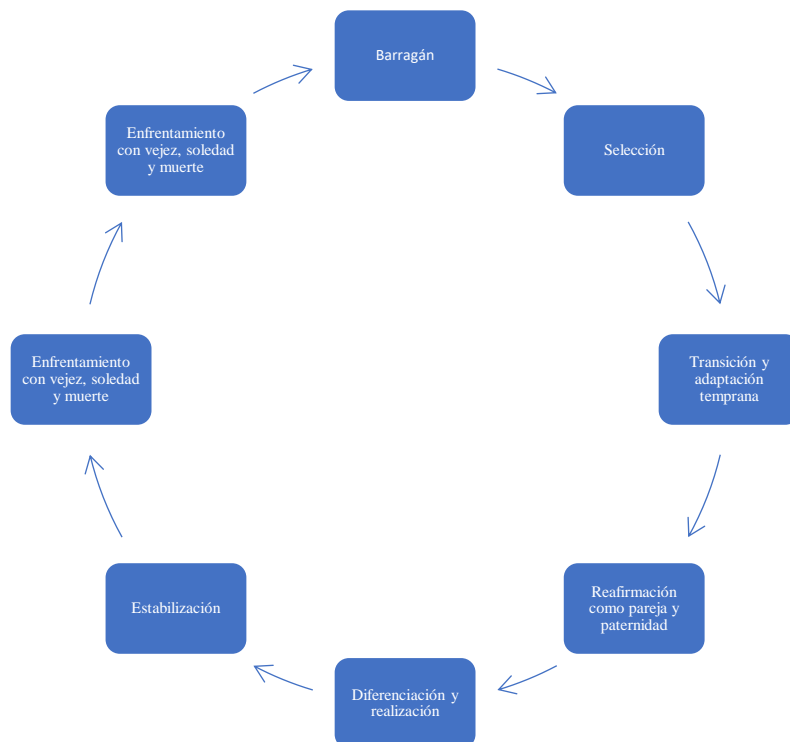 Barragán
Selección
Transición y
adaptación
temprana
Reafirmación
como pareja y
paternidad
Diferenciación y
realización
Estabilización
Enfrentamiento
con vejez, soledad
y muerte
Enfrentamiento
con vejez, soledad
y muerte